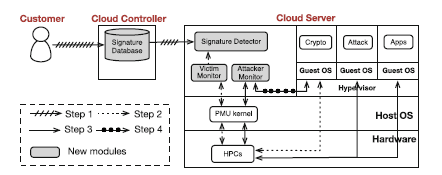 Customer
Cloud Controller
Cloud Server
Signature
Database
Signature Detector
Crypto
Attack
Apps
Victim
Monitor
Attacker
Monitor
Guest OS
Guest OS
Guest OS
Hypervisor
PMU kernel
Host OS
Hardware
HPCs
Step 1
Step 2
Step 3
Step 4
New modules